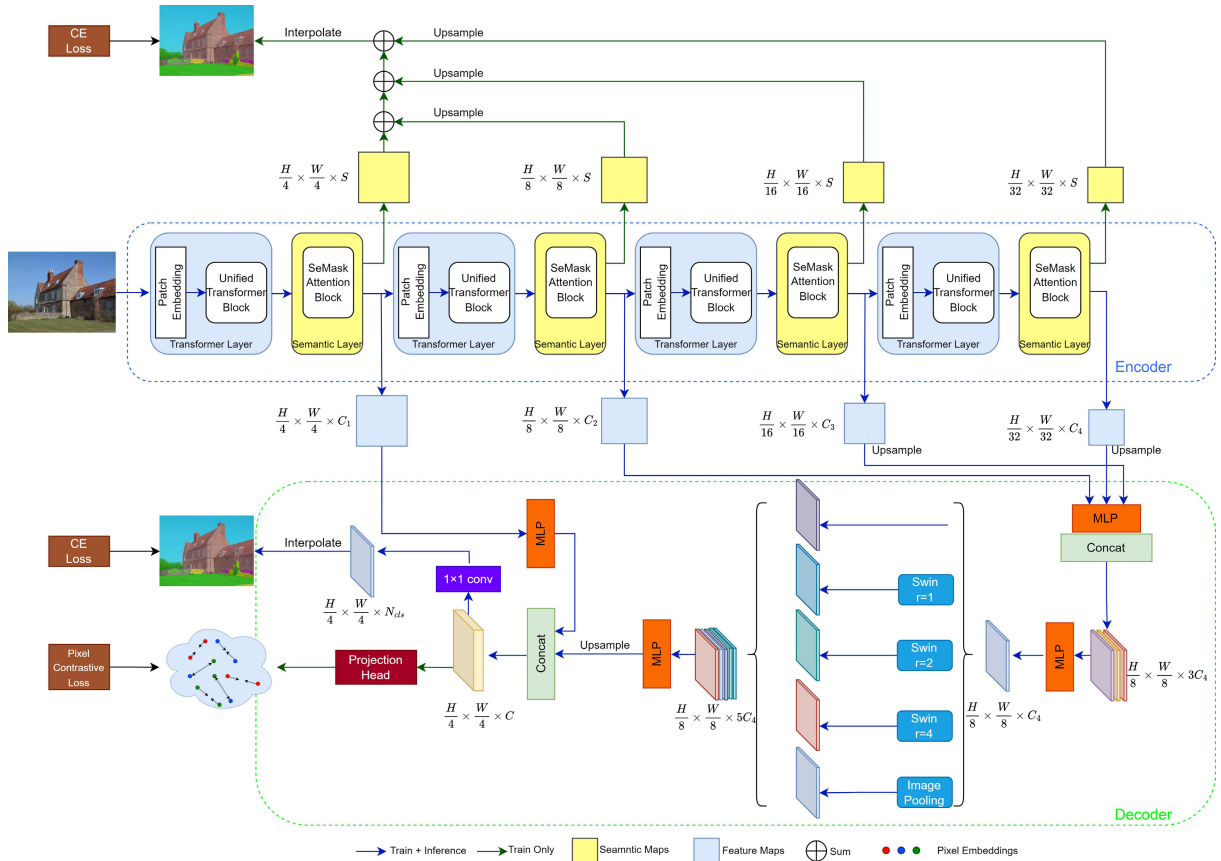 CE
Loss
Interpolate
Upsample
Upsample
Upsample
H/4 × W/4 × S
H/8 × W/8 × S
H/16 × W/16 × S
H/32 × W/32 × S
Patch
Embedding
Unified
Transformer
Block
Transformer Layer
SeMask
Attention
Block
Semantic Layer
Patch
Embedding
Unified
Transformer
Block
Transformer Layer
SeMask
Attention
Block
Semantic Layer
Patch
Embedding
Unified
Transformer
Block
Transformer Layer
SeMask
Attention
Block
Semantic Layer
Patch
Embedding
Unified
Transformer
Block
Transformer Layer
SeMask
Attention
Block
Semantic Layer
Encoder
H/4 × W/4 × C₁
H/8 × W/8 × C₂
H/16 × W/16 × C₃
H/32 × W/32 × C₄
Upsample
Upsample
MLP
Concat
CE
Loss
Interpolate
H/4 × W/4 × N_cls
1×1 conv
MLP
Concat
Upsample
MLP
H/8 × W/8 × 5C₄
Swin
r=1
Swin
r=2
Swin
r=4
Image
Pooling
H/8 × W/8 × C₄
MLP
H/8 × W/8 × 3C₄
Pixel
Contrastive
Loss
Projection
Head
H/4 × W/4 × C
Decoder
Train + Inference
Train Only
Seamntic Maps
Feature Maps
Sum
Pixel Embeddings